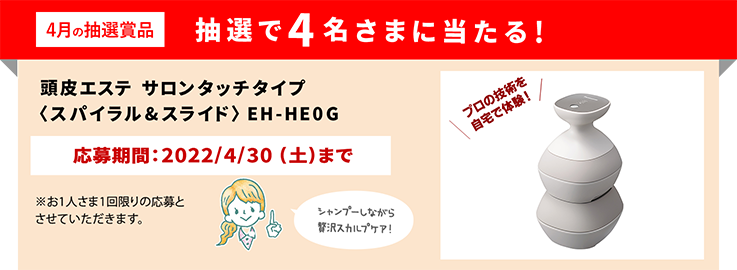 4月の抽選賞品
抽選で4名さまに当たる！
頭皮エステ サロンタッチタイプ
〈スパイラル＆スライド〉EH-HE0G
応募期間：2022/4/30（土）まで
※お1人さま1回限りの応募と
させていただきます。
シャンプーしながら
贅沢スカルプケア！
プロの技術を
自宅で体験！